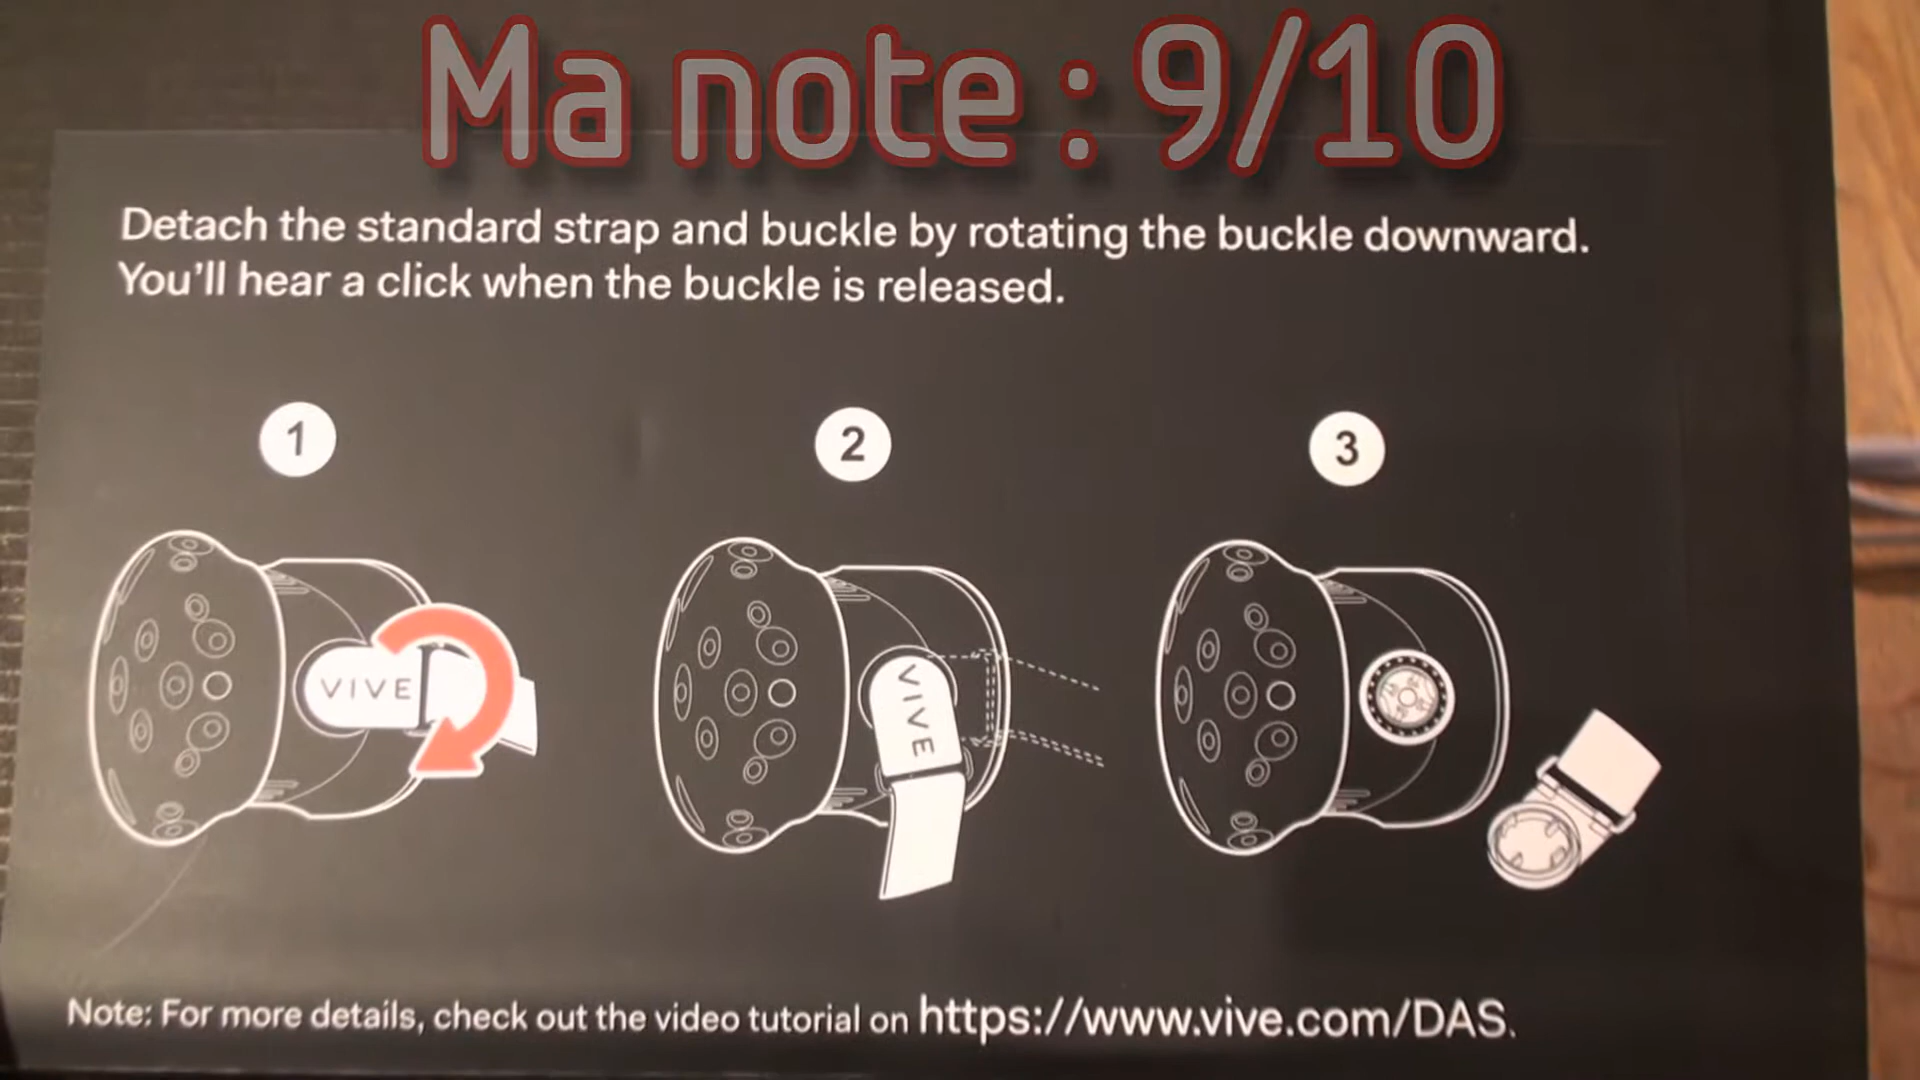 Ma note : 9/10
Detach the standard strap and buckle by rotating the buckle downward.
You'll hear a click when the buckle is released.
1
2
3
VIVE
VIVE
Note: For more details, check out the video tutorial on https://www.vive.com/DAS.